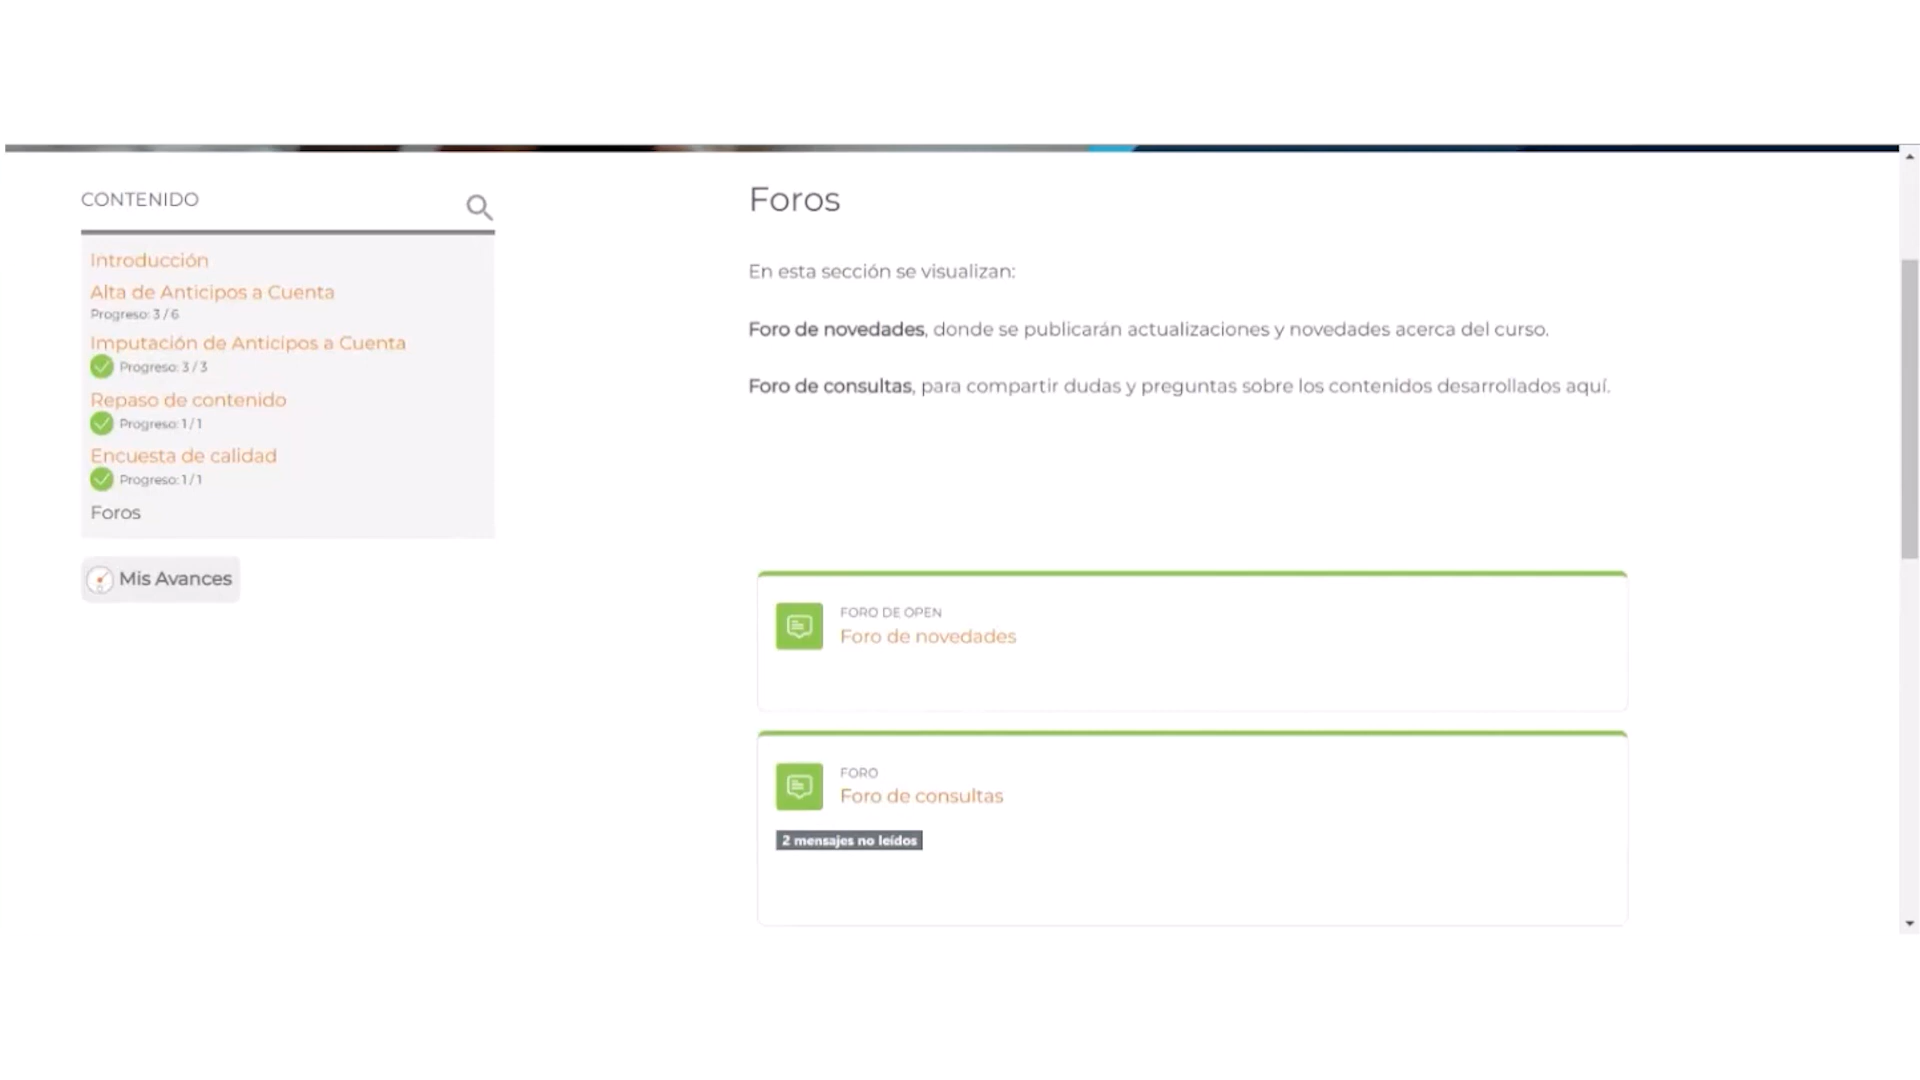 CONTENIDO
Introducción
Alta de Anticipos a Cuenta
Progreso: 3 / 6
Imputación de Anticipos a Cuenta
Progreso: 3 / 3
Repaso de contenido
Progreso: 1 / 1
Encuesta de calidad
Progreso: 1 / 1
Foros
Mis Avances
Foros
En esta sección se visualizan:
Foro de novedades, donde se publicarán actualizaciones y novedades acerca del curso.
Foro de consultas, para compartir dudas y preguntas sobre los contenidos desarrollados aquí.
FORO DE OPEN
Foro de novedades
FORO
Foro de consultas
2 mensajes no leídos